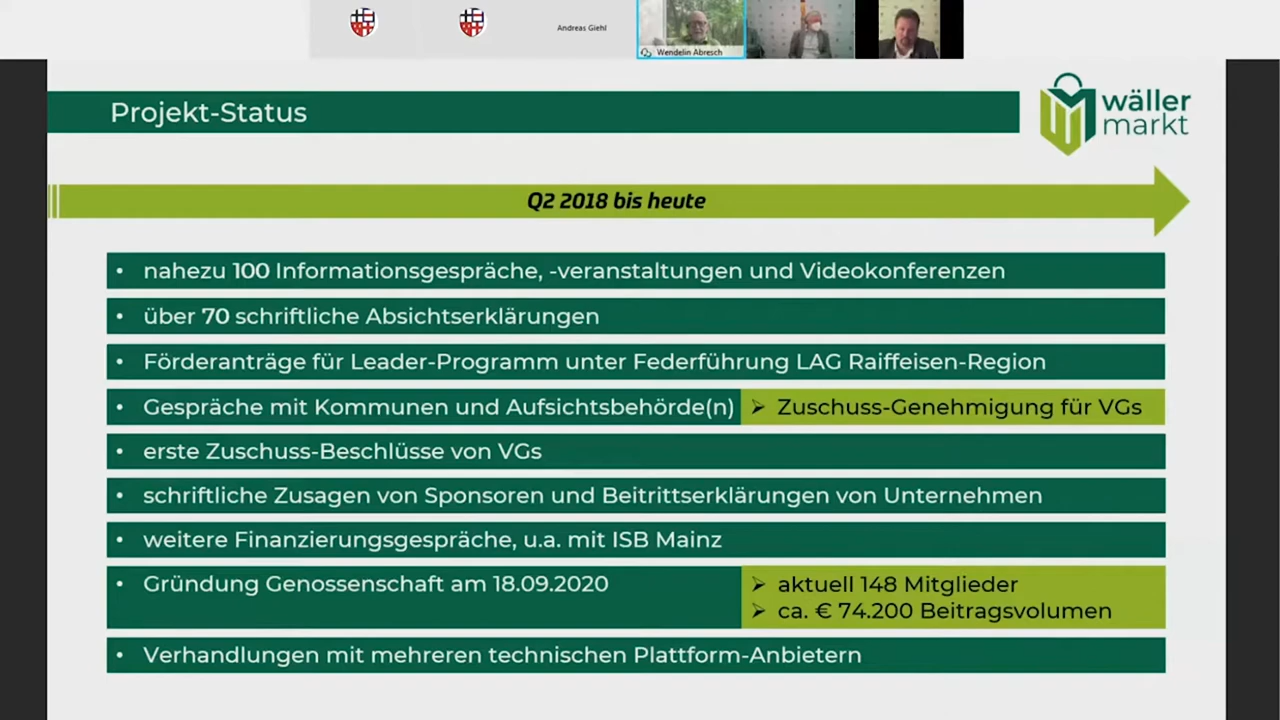 Andreas Giehl
Wendelin Abresch
Projekt-Status
wäller
markt
Q2 2018 bis heute
• nahezu 100 Informationsgespräche, -veranstaltungen und Videokonferenzen
• über 70 schriftliche Absichtserklärungen
• Förderanträge für Leader-Programm unter Federführung LAG Raiffeisen-Region
• Gespräche mit Kommunen und Aufsichtsbehörde(n) ➢ Zuschuss-Genehmigung für VGs
• erste Zuschuss-Beschlüsse von VGs
• schriftliche Zusagen von Sponsoren und Beitrittserklärungen von Unternehmen
• weitere Finanzierungsgespräche, u.a. mit ISB Mainz
• Gründung Genossenschaft am 18.09.2020 ➢ aktuell 148 Mitglieder
➢ ca. € 74.200 Beitragsvolumen
• Verhandlungen mit mehreren technischen Plattform-Anbietern